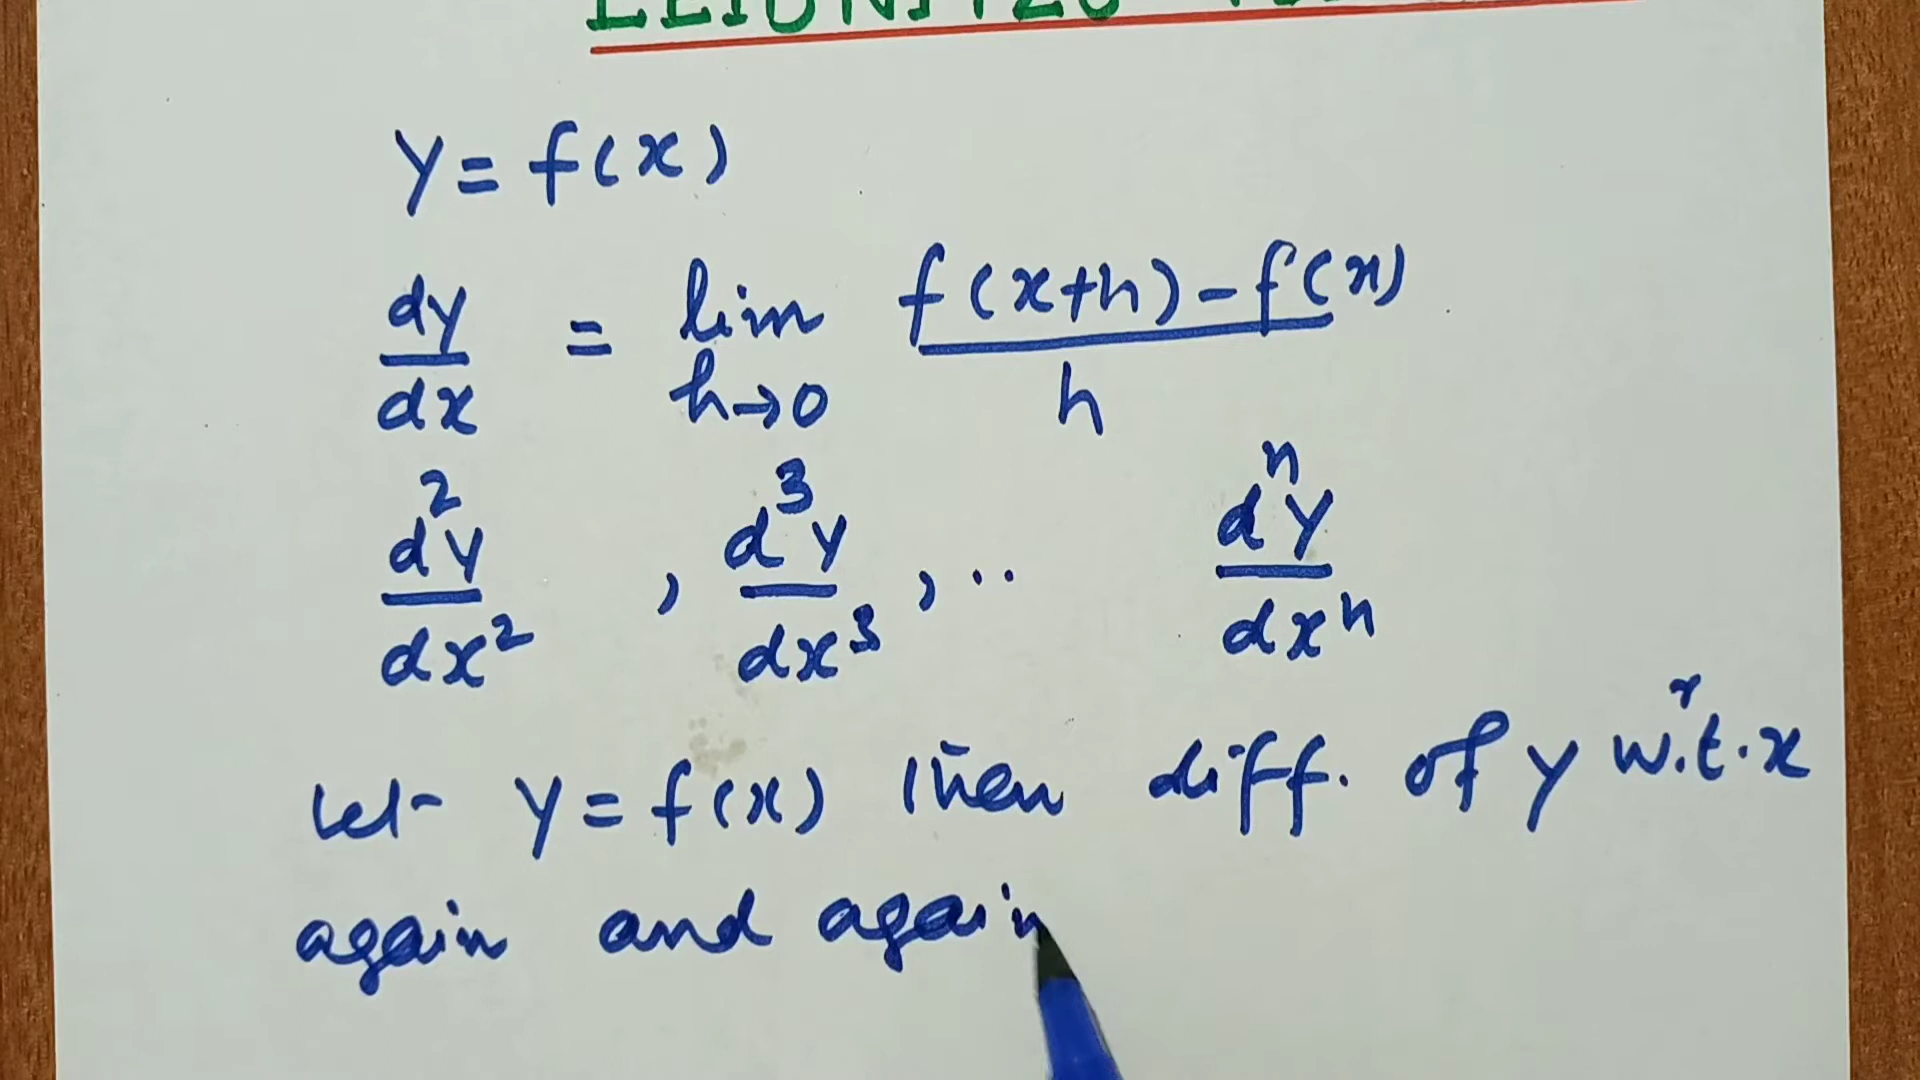 Y = f(x)
dy/dx = lim h→0 f(x+h) - f(x) / h
d²y/dx² , d³y/dx³ , .. dⁿy/dxⁿ
Let Y = f(x) then diff. of y w.r.t. x
again and again